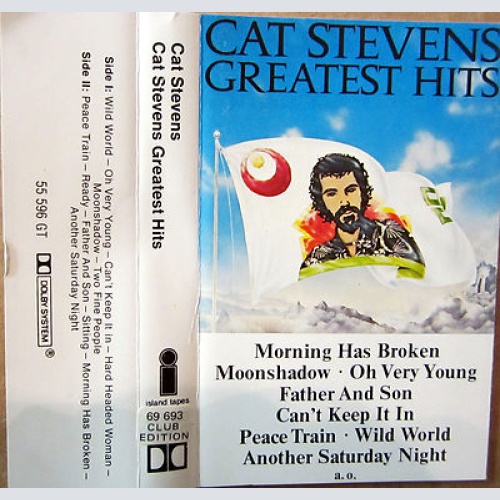 CAT STEVENS
GREATEST HITS
Morning Has Broken
Moonshadow · Oh Very Young
Father And Son
Can't Keep It In
Peace Train · Wild World
Another Saturday Night
a. o.
Cat Stevens
Cat Stevens Greatest Hits
island tapes
69 693
CLUB
EDITION
Side I: Wild World – Oh Very Young – Can't Keep It in – Hard Headed Woman –
Moonshadow – Two Fine People
Side II: Peace Train – Ready – Father And Son – Sitting – Morning Has Broken –
Another Saturday Night
55 596 GT
DOLBY SYSTEM®